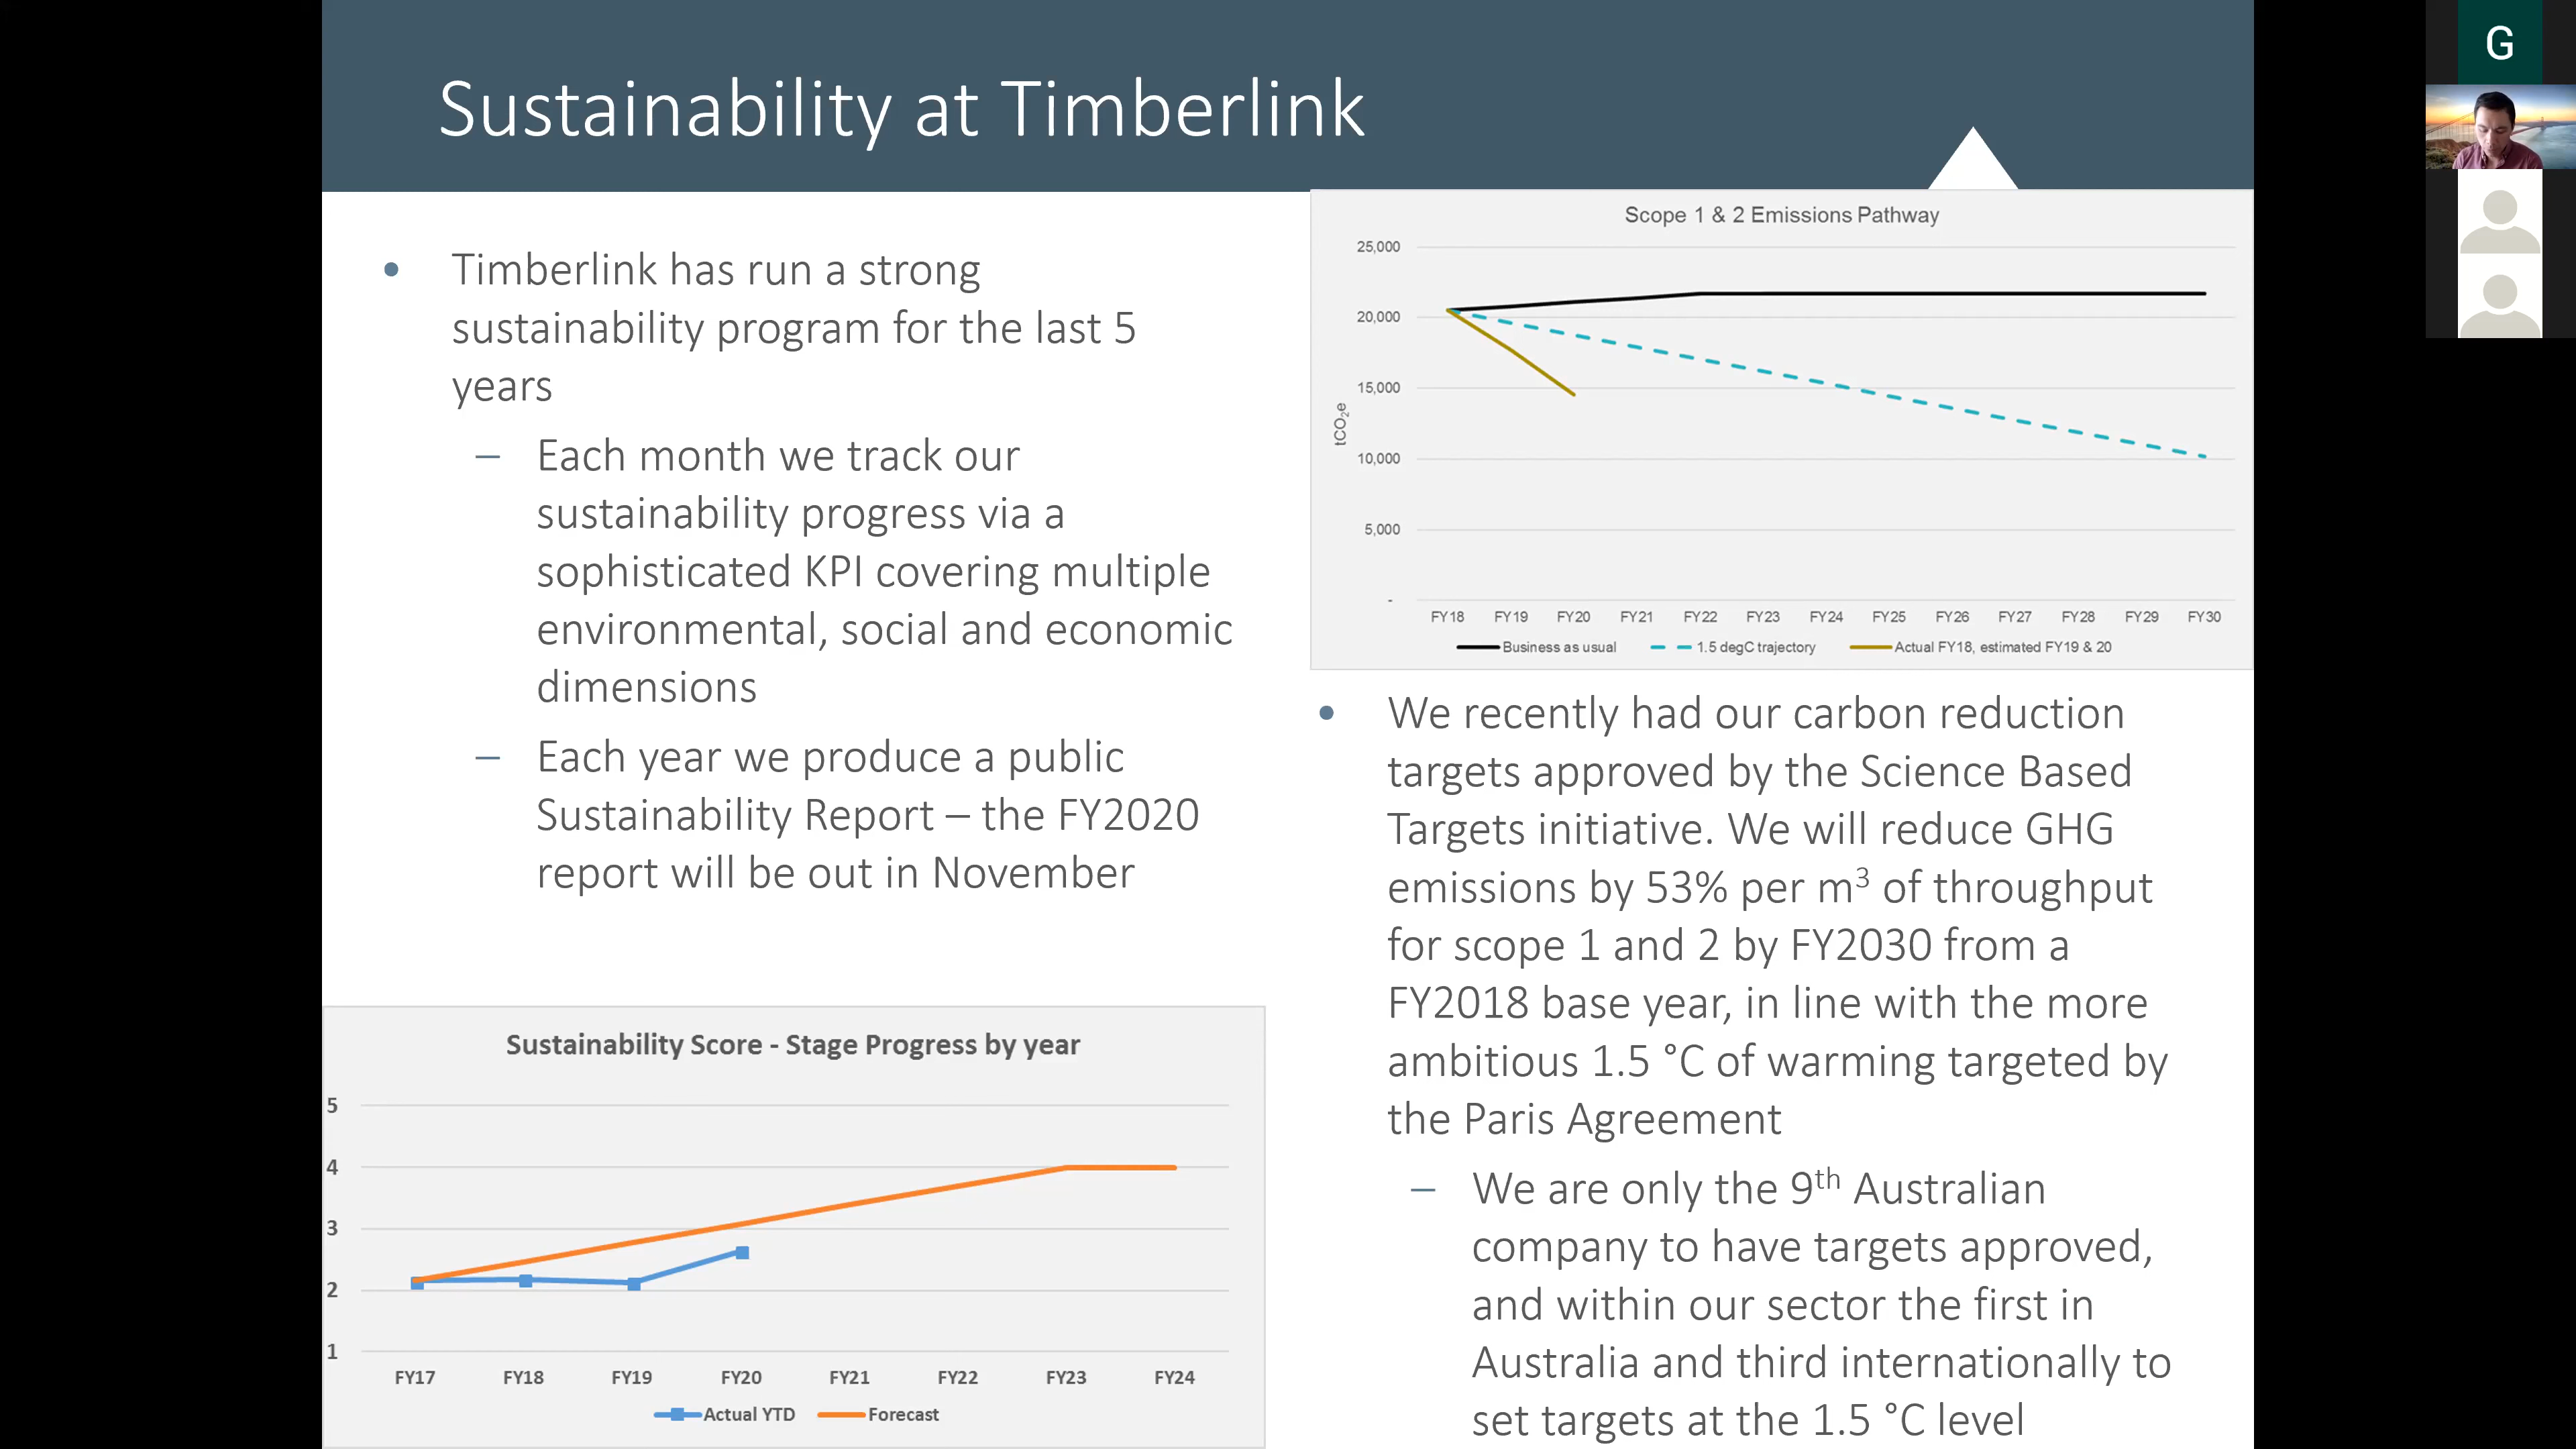 Sustainability at Timberlink
G
• Timberlink has run a strong
sustainability program for the last 5
years
– Each month we track our
sustainability progress via a
sophisticated KPI covering multiple
environmental, social and economic
dimensions
– Each year we produce a public
Sustainability Report – the FY2020
report will be out in November
Sustainability Score - Stage Progress by year
5
4
3
2
1
FY17 FY18 FY19 FY20 FY21 FY22 FY23 FY24
Actual YTD Forecast
Scope 1 & 2 Emissions Pathway
25,000
20,000
15,000
tCO₂e
10,000
5,000
-
FY18 FY19 FY20 FY21 FY22 FY23 FY24 FY25 FY26 FY27 FY28 FY29 FY30
Business as usual 1.5 degC trajectory Actual FY18, estimated FY19 & 20
• We recently had our carbon reduction
targets approved by the Science Based
Targets initiative. We will reduce GHG
emissions by 53% per m³ of throughput
for scope 1 and 2 by FY2030 from a
FY2018 base year, in line with the more
ambitious 1.5 °C of warming targeted by
the Paris Agreement
– We are only the 9th Australian
company to have targets approved,
and within our sector the first in
Australia and third internationally to
set targets at the 1.5 °C level